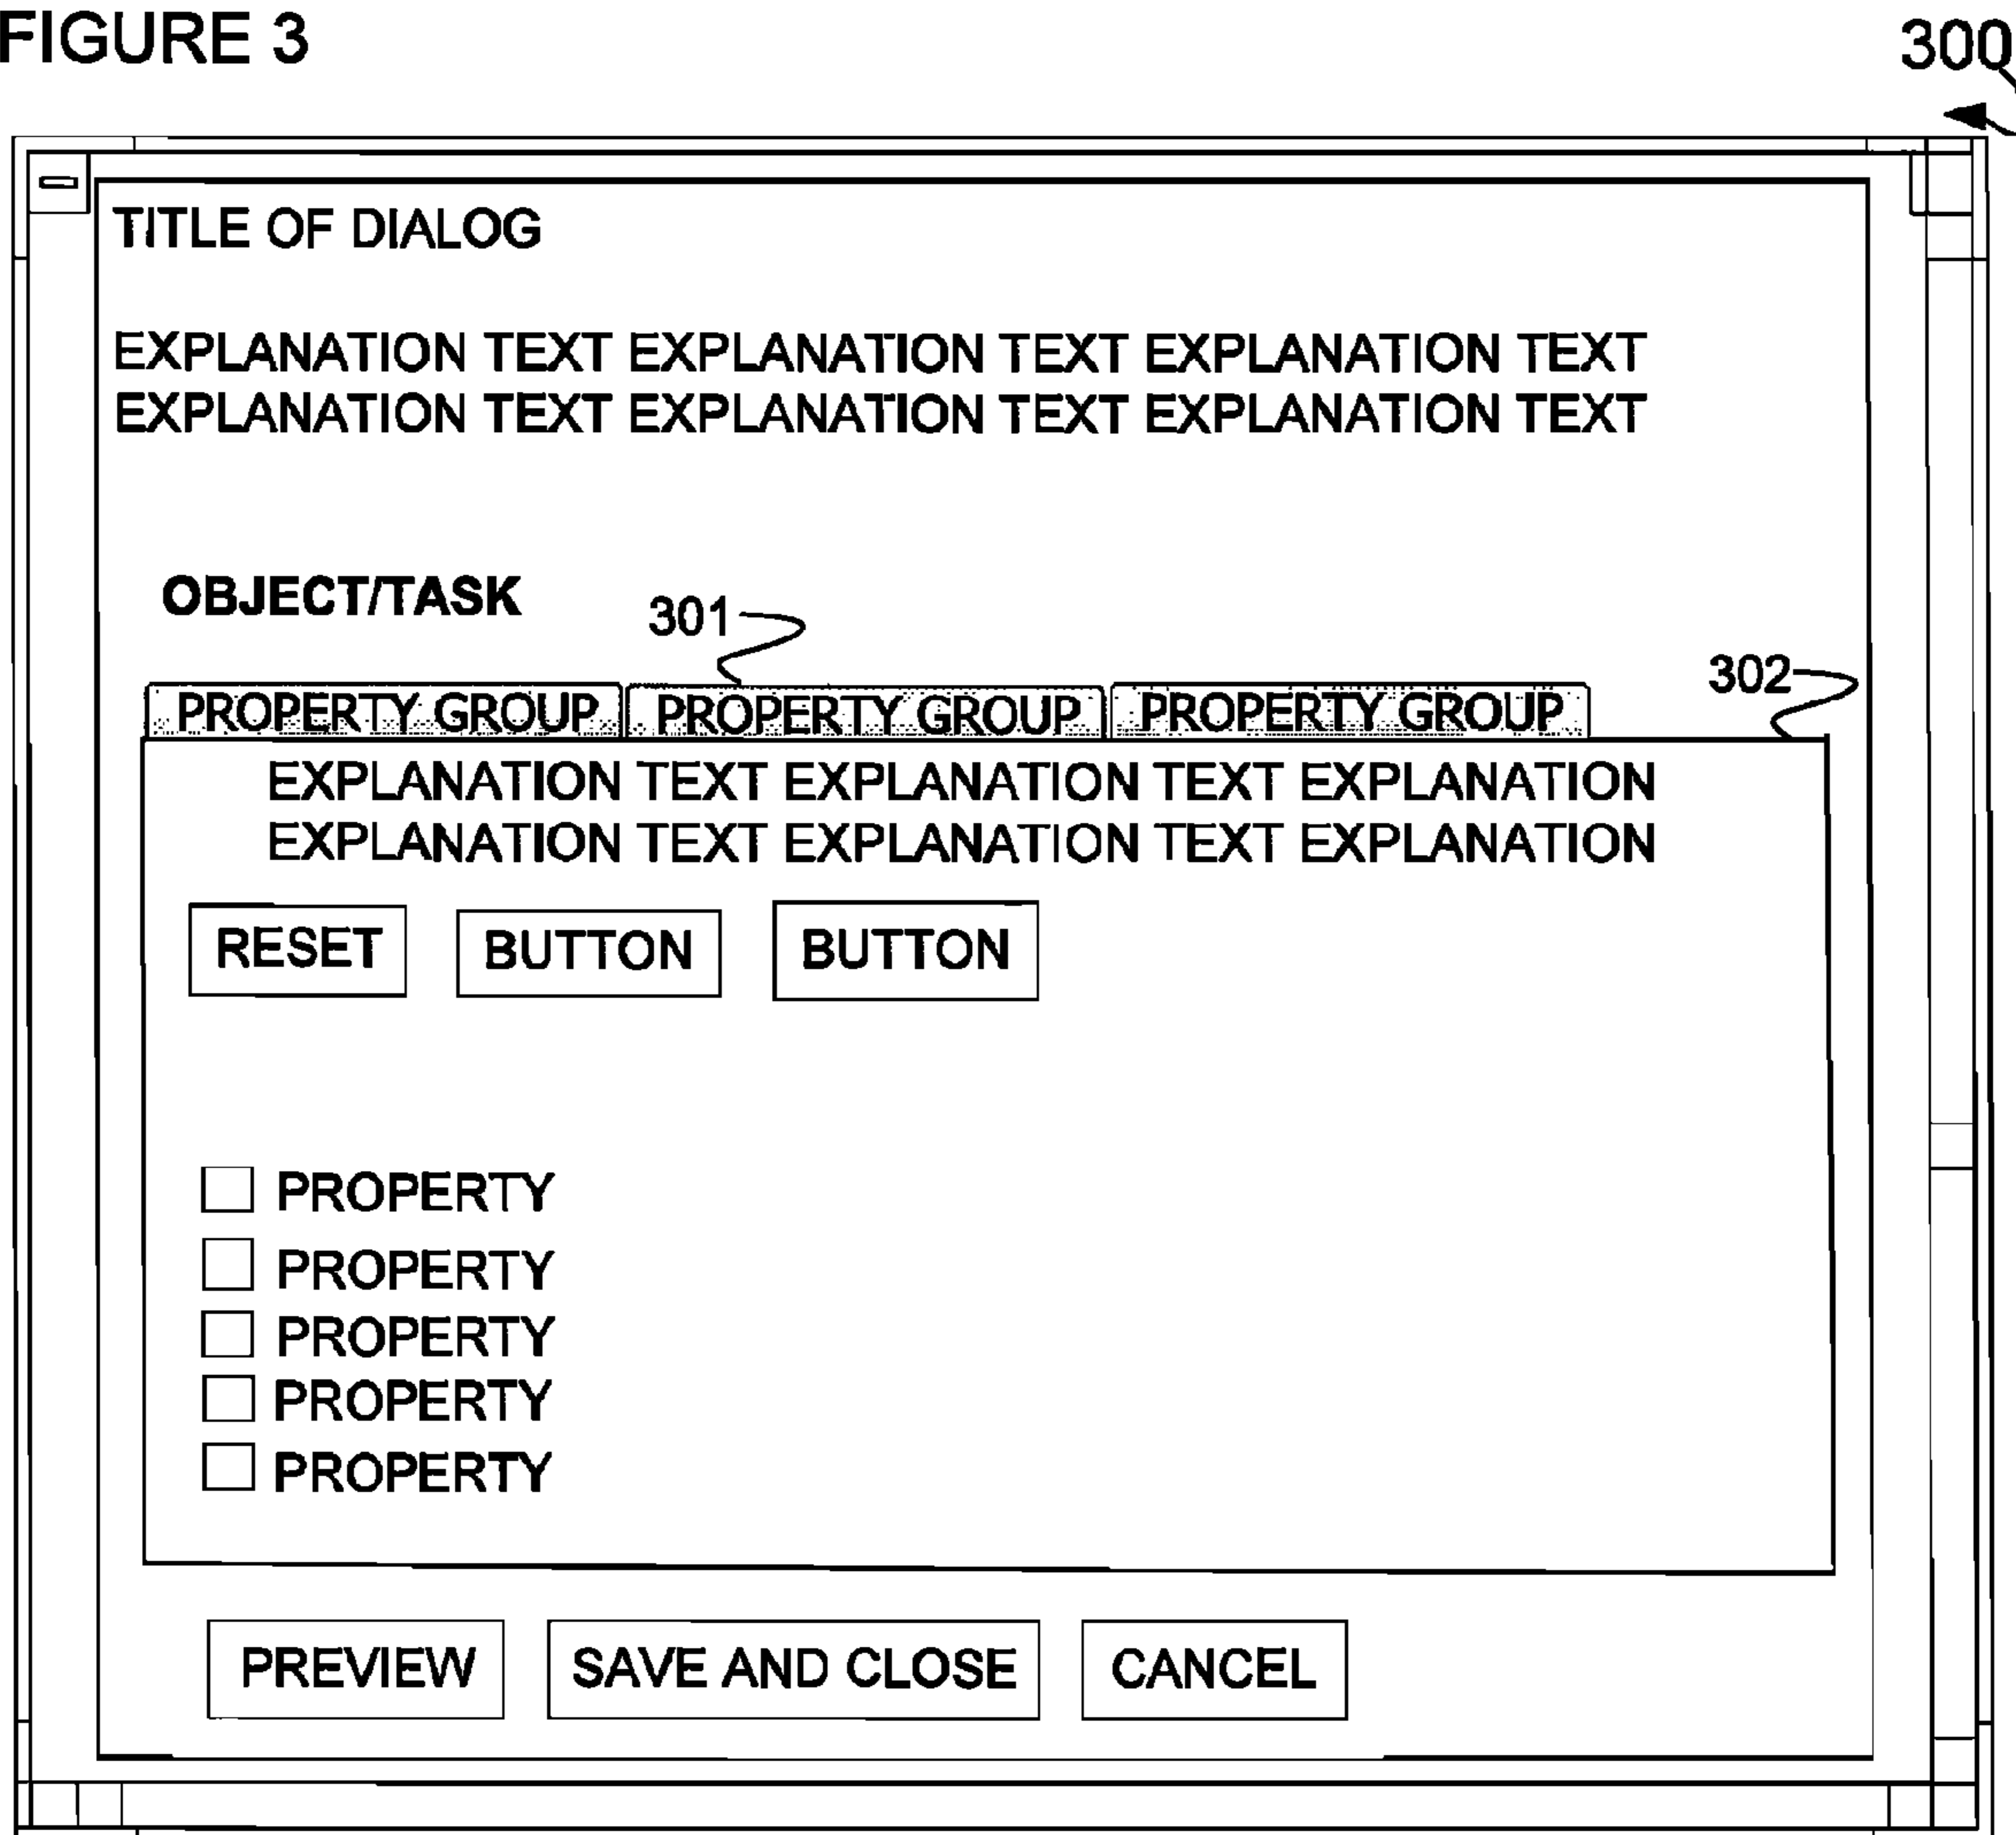 FIGURE 3
300
TITLE OF DIALOG
EXPLANATION TEXT EXPLANATION TEXT EXPLANATION TEXT
EXPLANATION TEXT EXPLANATION TEXT EXPLANATION TEXT
OBJECT/TASK
301
302
PROPERTY GROUP PROPERTY GROUP PROPERTY GROUP
EXPLANATION TEXT EXPLANATION TEXT EXPLANATION
EXPLANATION TEXT EXPLANATION TEXT EXPLANATION
RESET BUTTON BUTTON
PROPERTY
PROPERTY
PROPERTY
PROPERTY
PROPERTY
PREVIEW SAVE AND CLOSE CANCEL